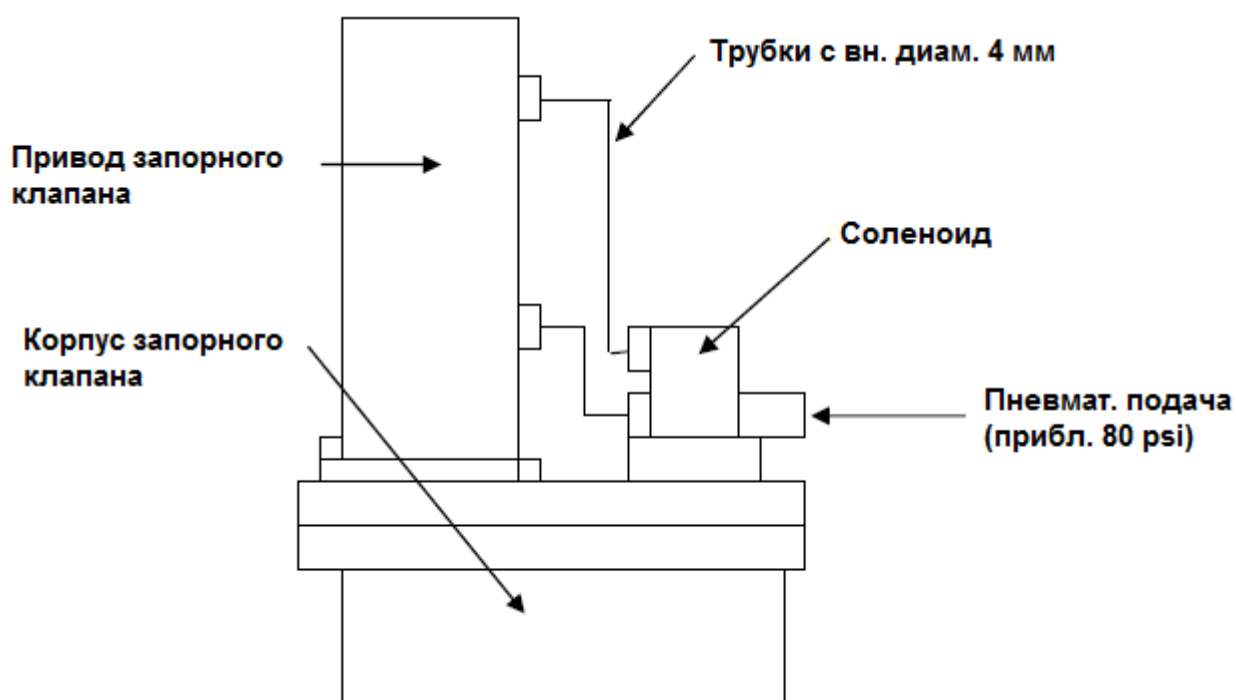 Трубки с вн. диам. 4 мм
Привод запорного
клапана
Соленоид
Корпус запорного
клапана
Пневмат. подача
(прибл. 80 psi)